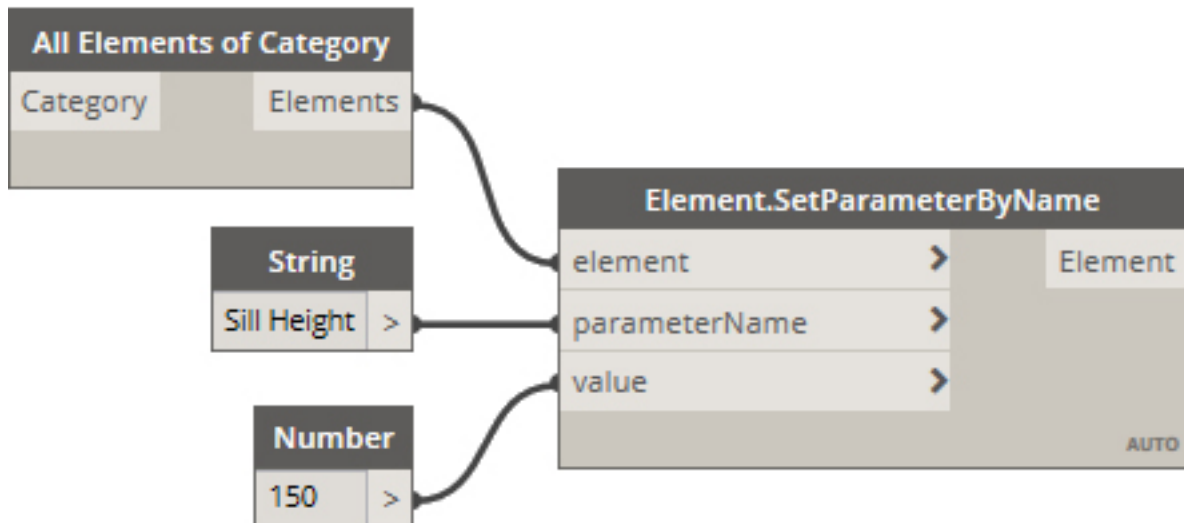 All Elements of Category
Category Elements
Element.SetParameterByName
element > Element
parameterName >
value >
AUTO
String
Sill Height >
Number
150 >